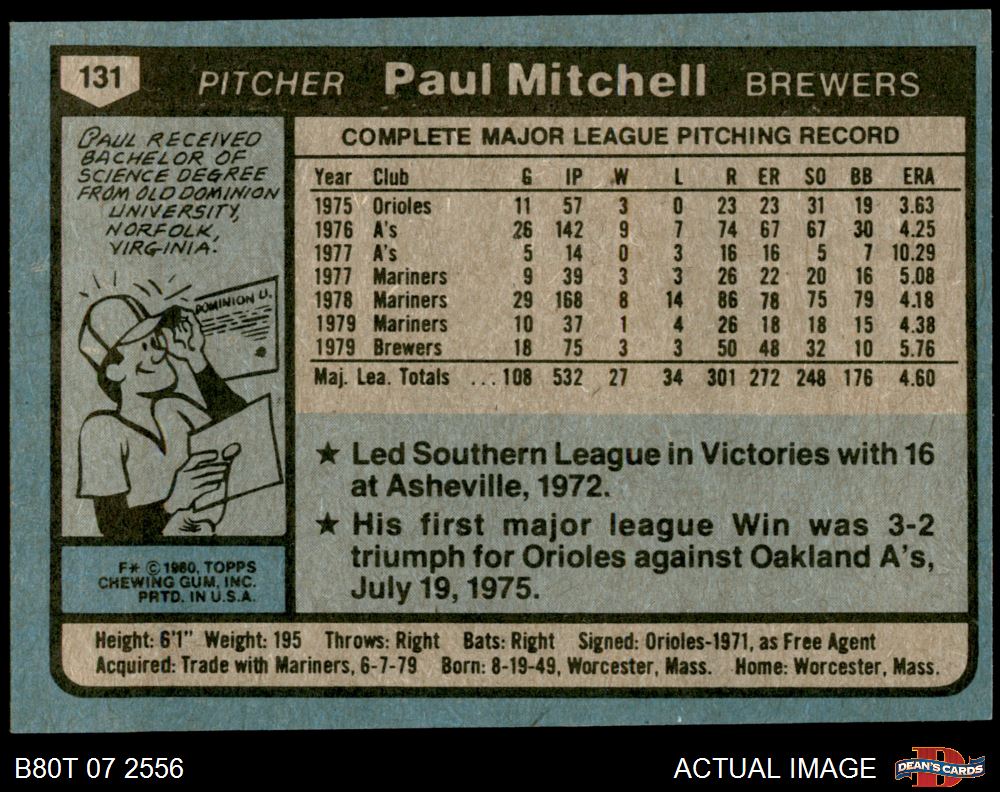 131 PITCHER Paul Mitchell BREWERS
PAUL RECEIVED
BACHELOR OF
SCIENCE DEGREE
FROM OLD DOMINION
UNIVERSITY,
NORFOLK,
VIRGINIA.
DOMINION U.
F* © 1980, TOPPS
CHEWING GUM, INC.
PRTD. IN U.S.A.
COMPLETE MAJOR LEAGUE PITCHING RECORD
Year Club G IP W L R ER SO BB ERA
1975 Orioles 11 57 3 0 23 23 31 19 3.63
1976 A's 26 142 9 7 74 67 67 30 4.25
1977 A's 5 14 0 3 16 16 5 7 10.29
1977 Mariners 9 39 3 3 26 22 20 16 5.08
1978 Mariners 29 168 8 14 86 78 75 79 4.18
1979 Mariners 10 37 1 4 26 18 18 15 4.38
1979 Brewers 18 75 3 3 50 48 32 10 5.76
Maj. Lea. Totals ...108 532 27 34 301 272 248 176 4.60
★ Led Southern League in Victories with 16
at Asheville, 1972.
★ His first major league Win was 3-2
triumph for Orioles against Oakland A's,
July 19, 1975.
Height: 6'1" Weight: 195 Throws: Right Bats: Right Signed: Orioles-1971, as Free Agent
Acquired: Trade with Mariners, 6-7-79 Born: 8-19-49, Worcester, Mass. Home: Worcester, Mass.
B80T 07 2556 ACTUAL IMAGE DEAN'S CARDS